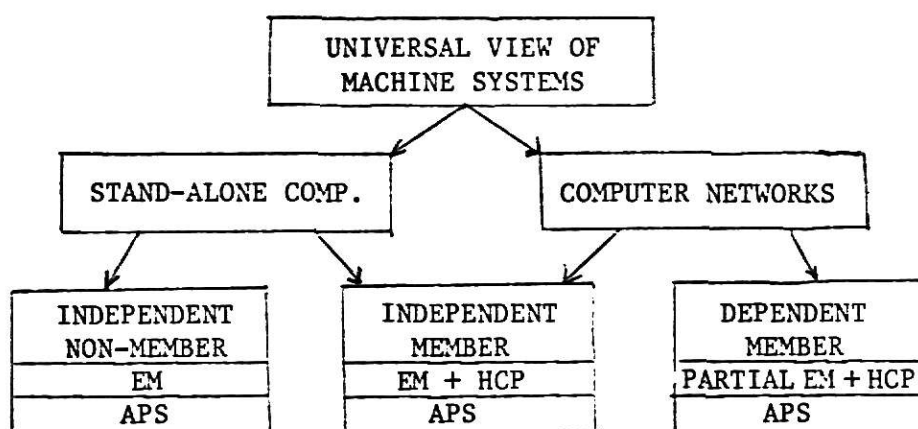 UNIVERSAL VIEW OF
MACHINE SYSTEMS
STAND-ALONE COMP.
COMPUTER NETWORKS
INDEPENDENT
NON-MEMBER
EM
APS
INDEPENDENT
MEMBER
EM + HCP
APS
DEPENDENT
MEMBER
PARTIAL EM + HCP
APS